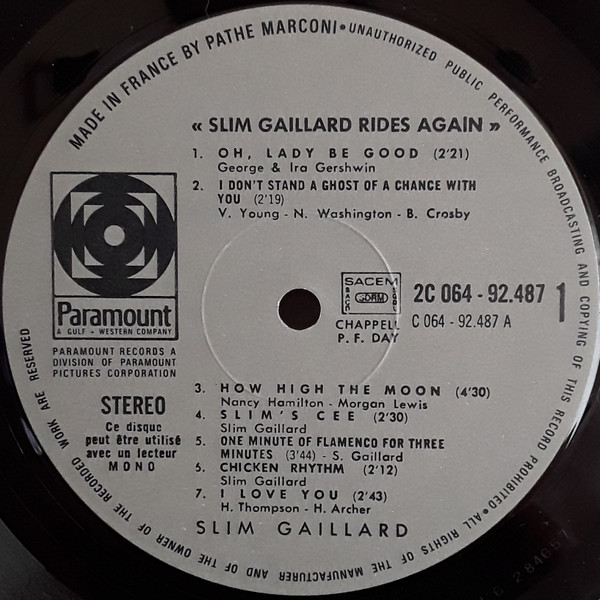 MADE IN FRANCE BY PATHE MARCONI • UNAUTHORIZED PUBLIC PERFORMANCE BROADCASTING AND COPYING OF THIS RECORD PROHIBITED • ALL RIGHTS OF THE MANUFACTURER AND OF THE OWNER OF THE RECORDED WORK ARE RESERVED
« SLIM GAILLARD RIDES AGAIN »
1. OH, LADY BE GOOD (2'21)
George & Ira Gershwin
2. I DON'T STAND A GHOST OF A CHANCE WITH
YOU (2'19)
V. Young - N. Washington - B. Crosby
Paramount
A GULF + WESTERN COMPANY
PARAMOUNT RECORDS A
DIVISION OF PARAMOUNT
PICTURES CORPORATION
STEREO
Ce disque
peut être utilisé
avec un lecteur
MONO
SACEM
SACD
SDRM
CHAPPELL
P. F. DAY
2C 064 - 92.487
C 064 - 92.487 A
1
3. HOW HIGH THE MOON (4'30)
Nancy Hamilton - Morgan Lewis
4. SLIM'S CEE (2'30)
Slim Gaillard
5. ONE MINUTE OF FLAMENCO FOR THREE
MINUTES (3'44) - S. Gaillard
6. CHICKEN RHYTHM (2'12)
Slim Gaillard
7. I LOVE YOU (2'43)
H. Thompson - H. Archer
SLIM GAILLARD